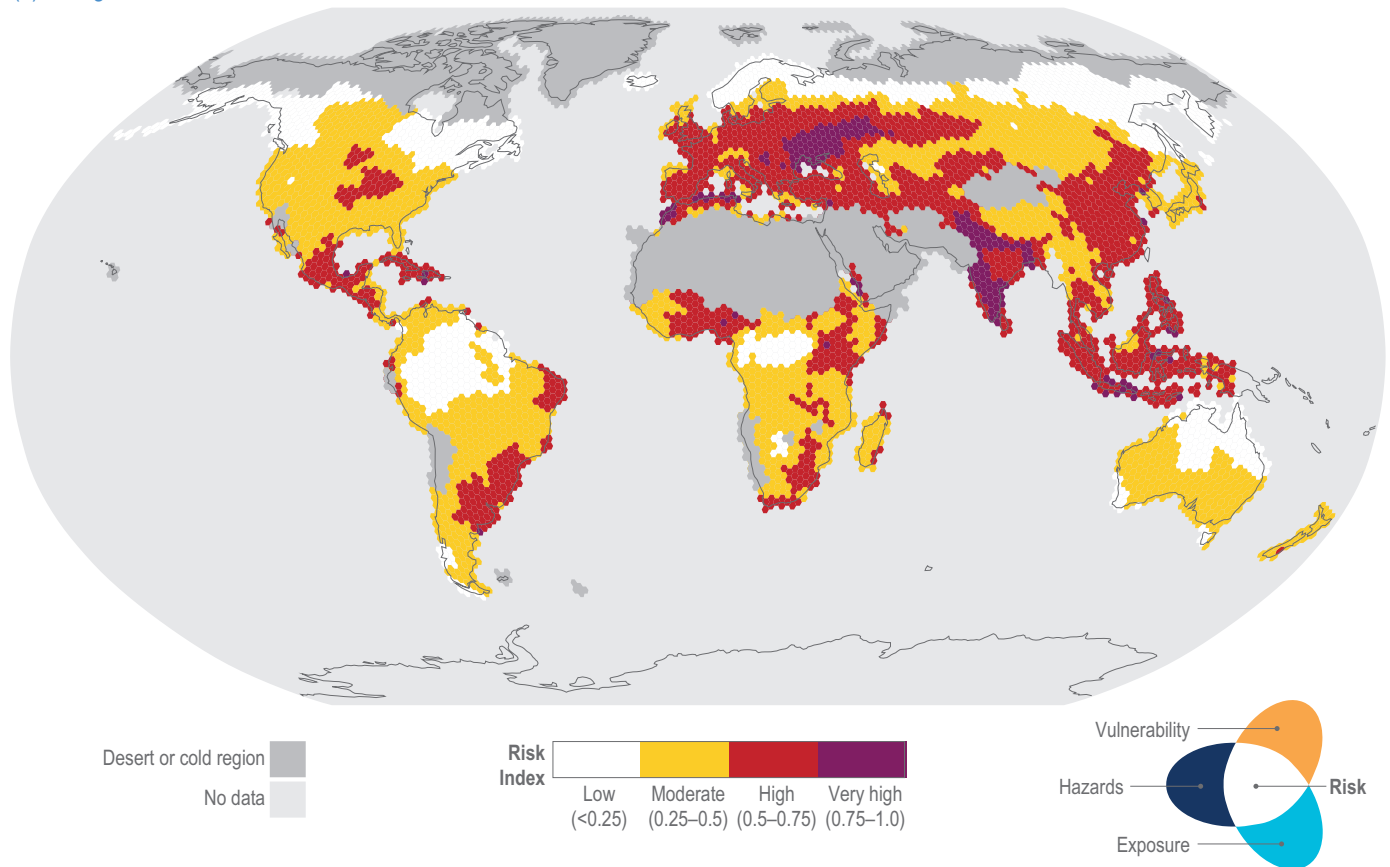 Desert or cold region
No data
Risk
Index
Low
(<0.25)
Moderate
(0.25–0.5)
High
(0.5–0.75)
Very high
(0.75–1.0)
Vulnerability
Hazards
Risk
Exposure